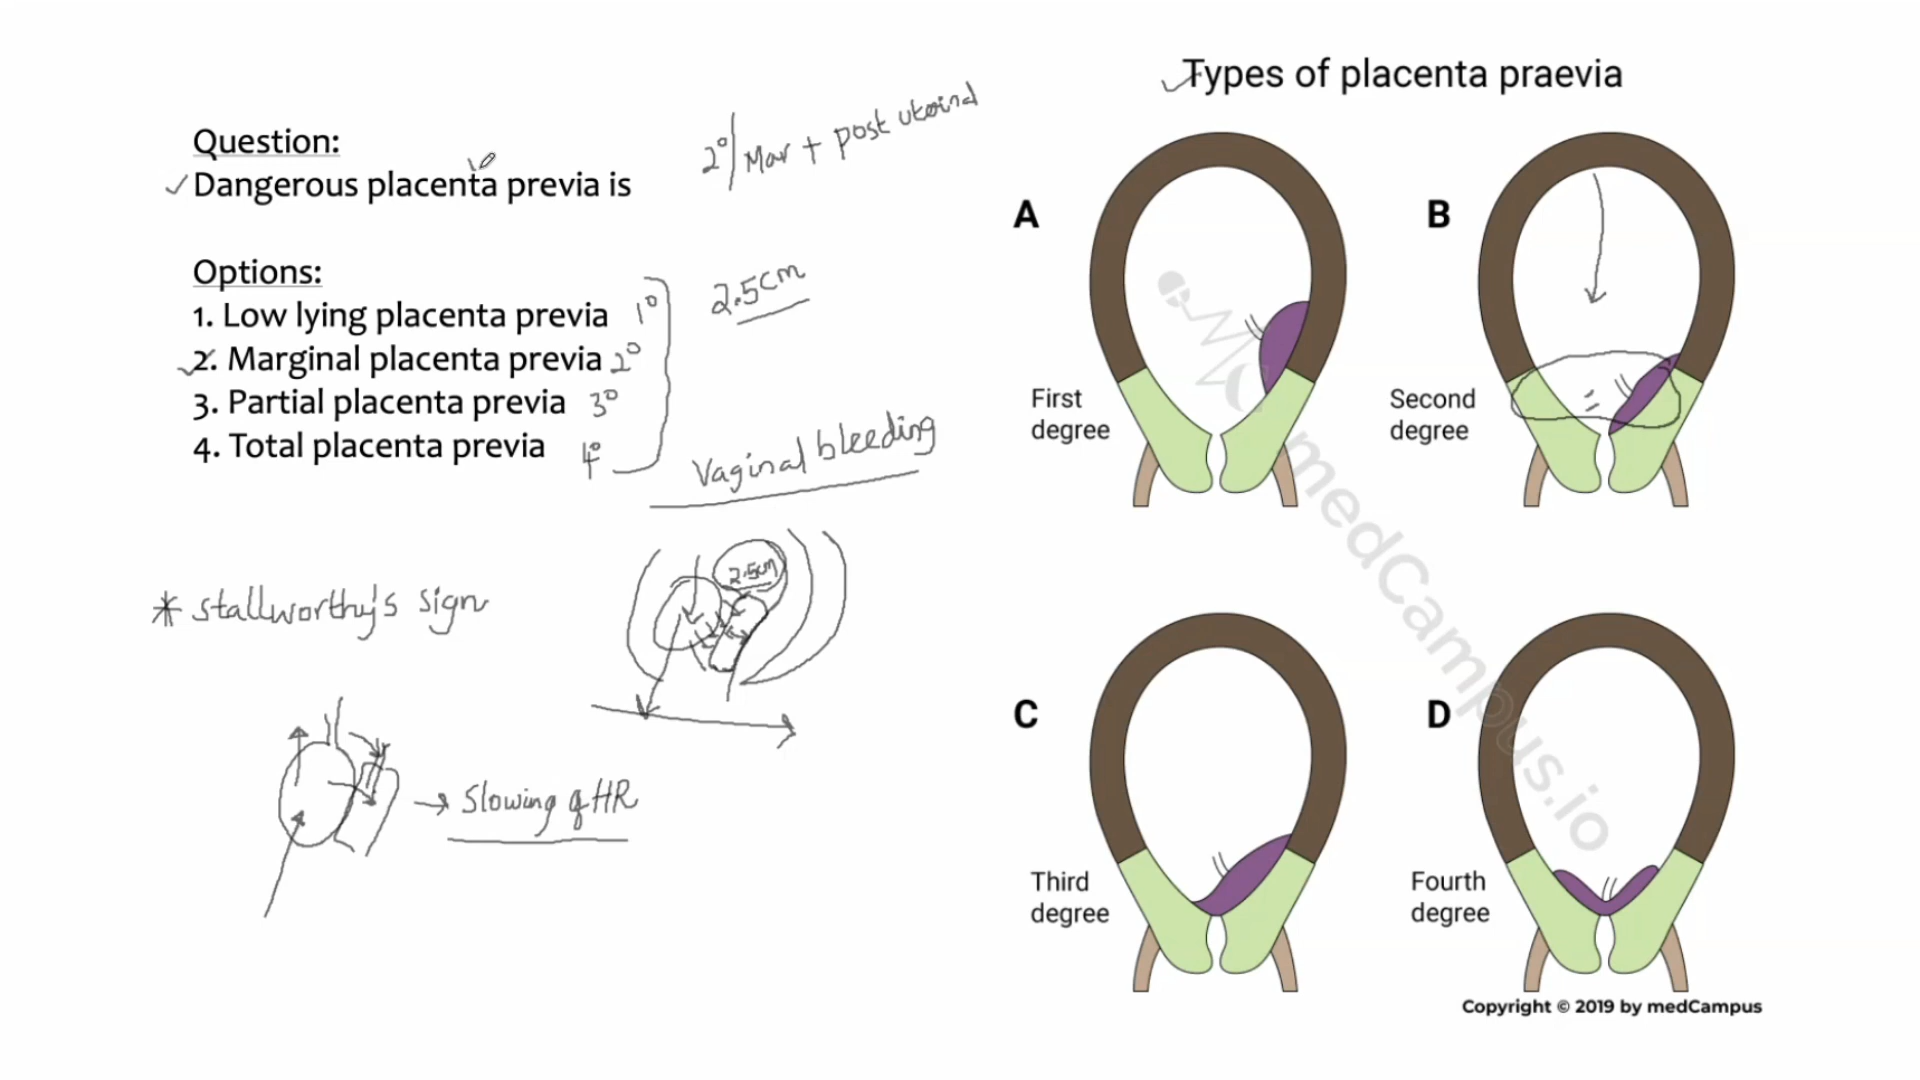 Types of placenta praevia
Question:
Dangerous placenta previa is
2° Mar + post uterind
Options:
1. Low lying placenta previa 1°
2. Marginal placenta previa 2°
3. Partial placenta previa 3°
4. Total placenta previa 4°
2.5cm
Vaginal bleeding
* Stallworthy's sign
2.5cm
→ Slowing of HR
A
First
degree
B
Second
degree
C
Third
degree
D
Fourth
degree
medCampus.io
Copyright © 2019 by medCampus